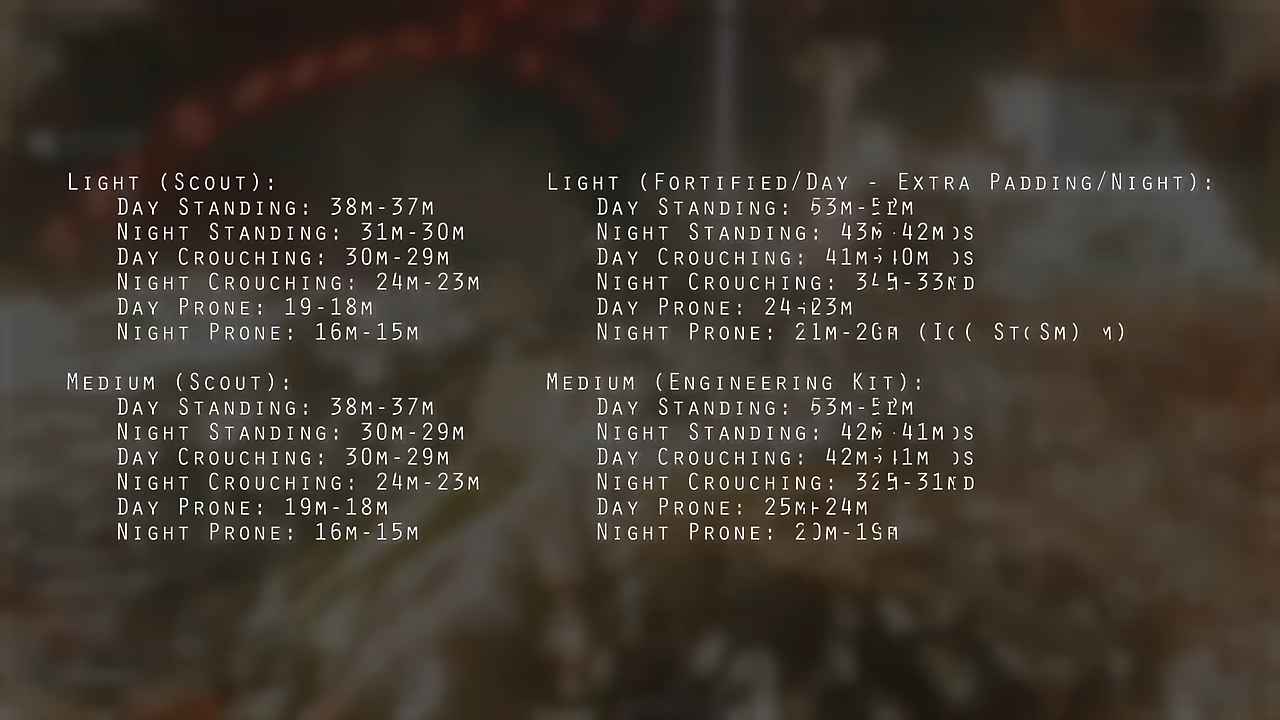 Light (Scout):
Day Standing: 38m-37m
Night Standing: 31m-30m
Day Crouching: 30m-29m
Night Crouching: 24m-23m
Day Prone: 19-18m
Night Prone: 16m-15m
Medium (Scout):
Day Standing: 38m-37m
Night Standing: 30m-29m
Day Crouching: 30m-29m
Night Crouching: 24m-23m
Day Prone: 19m-18m
Night Prone: 16m-15m
Light (Fortified/Day - Extra Padding/Night):
Day Standing:
Night Standing:
Day Crouching:
Night Crouching:
Day Prone:
Night Prone:
Medium (Engineering Kit):
Day Standing:
Night Standing:
Day Crouching:
Night Crouching:
Day Prone:
Night Prone: